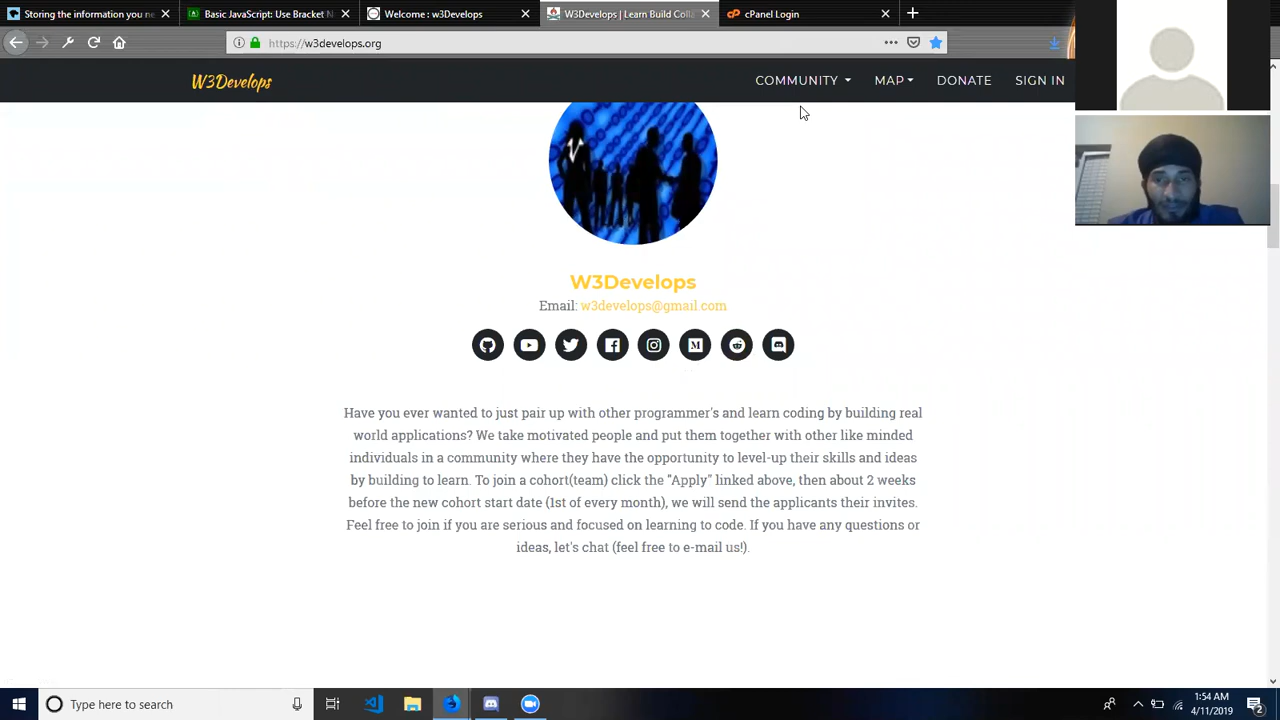 Storing the information you ne
Basic JavaScript: Use Bracket N
Welcome : w3Develops
W3Develops | Learn Build Colla
cPanel Login
https://w3develops.org
W3Develops
COMMUNITY
MAP
DONATE
SIGN IN
W3Develops
Email: w3develops@gmail.com
Have you ever wanted to just pair up with other programmer's and learn coding by building real
world applications? We take motivated people and put them together with other like minded
individuals in a community where they have the opportunity to level-up their skills and ideas
by building to learn. To join a cohort(team) click the "Apply" linked above, then about 2 weeks
before the new cohort start date (1st of every month), we will send the applicants their invites.
Feel free to join if you are serious and focused on learning to code. If you have any questions or
ideas, let's chat (feel free to e-mail us!).
Type here to search
1:54 AM
4/11/2019
2